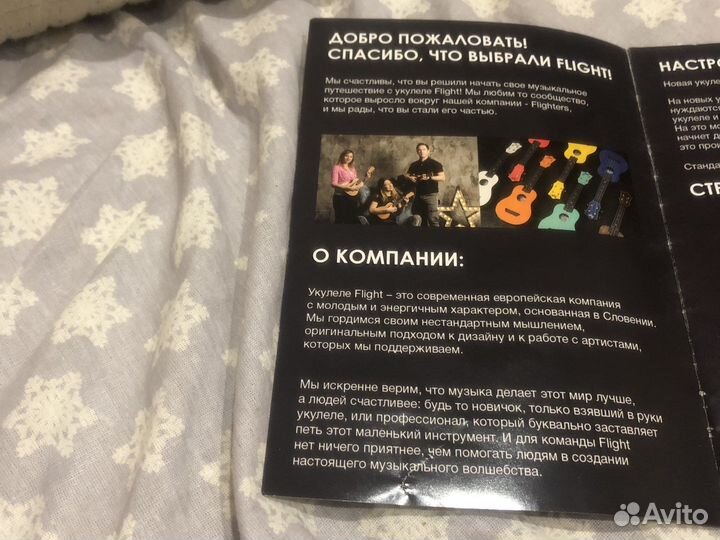 ДОБРО ПОЖАЛОВАТЬ!
СПАСИБО, ЧТО ВЫБРАЛИ FLIGHT!
Мы счастливы, что вы решили начать свое музыкальное
путешествие с укулеле Flight! Мы любим то сообщество,
которое выросло вокруг нашей компании - Flighters,
и мы рады, что вы стали его частью.
О КОМПАНИИ:
Укулеле Flight – это современная европейская компания
с молодым и энергичным характером, основанная в Словении.
Мы гордимся своим нестандартным мышлением,
оригинальным подходом к дизайну и к работе с артистами,
которых мы поддерживаем.
Мы искренне верим, что музыка делает этот мир лучше,
а людей счастливее: будь то новичок, только взявший в руки
укулеле, или профессионал, который буквально заставляет
петь этот маленький инструмент. И для команды Flight
нет ничего приятнее, чем помогать людям в создании
настоящего музыкального волшебства.
НАСТРО
Новая укуле
На новых у
нуждаются
укулеле и
На это мо
начнет д
это прои
Станда
СТР
Avito